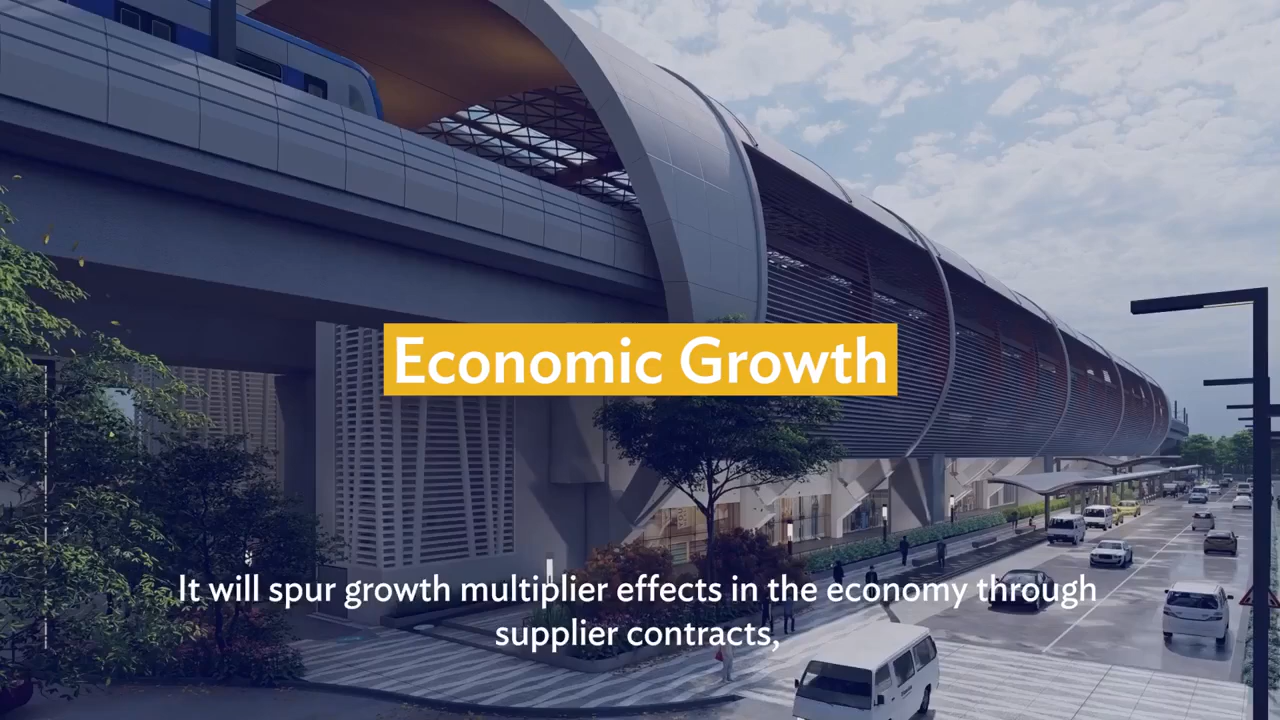 Economic Growth
It will spur growth multiplier effects in the economy through
supplier contracts,